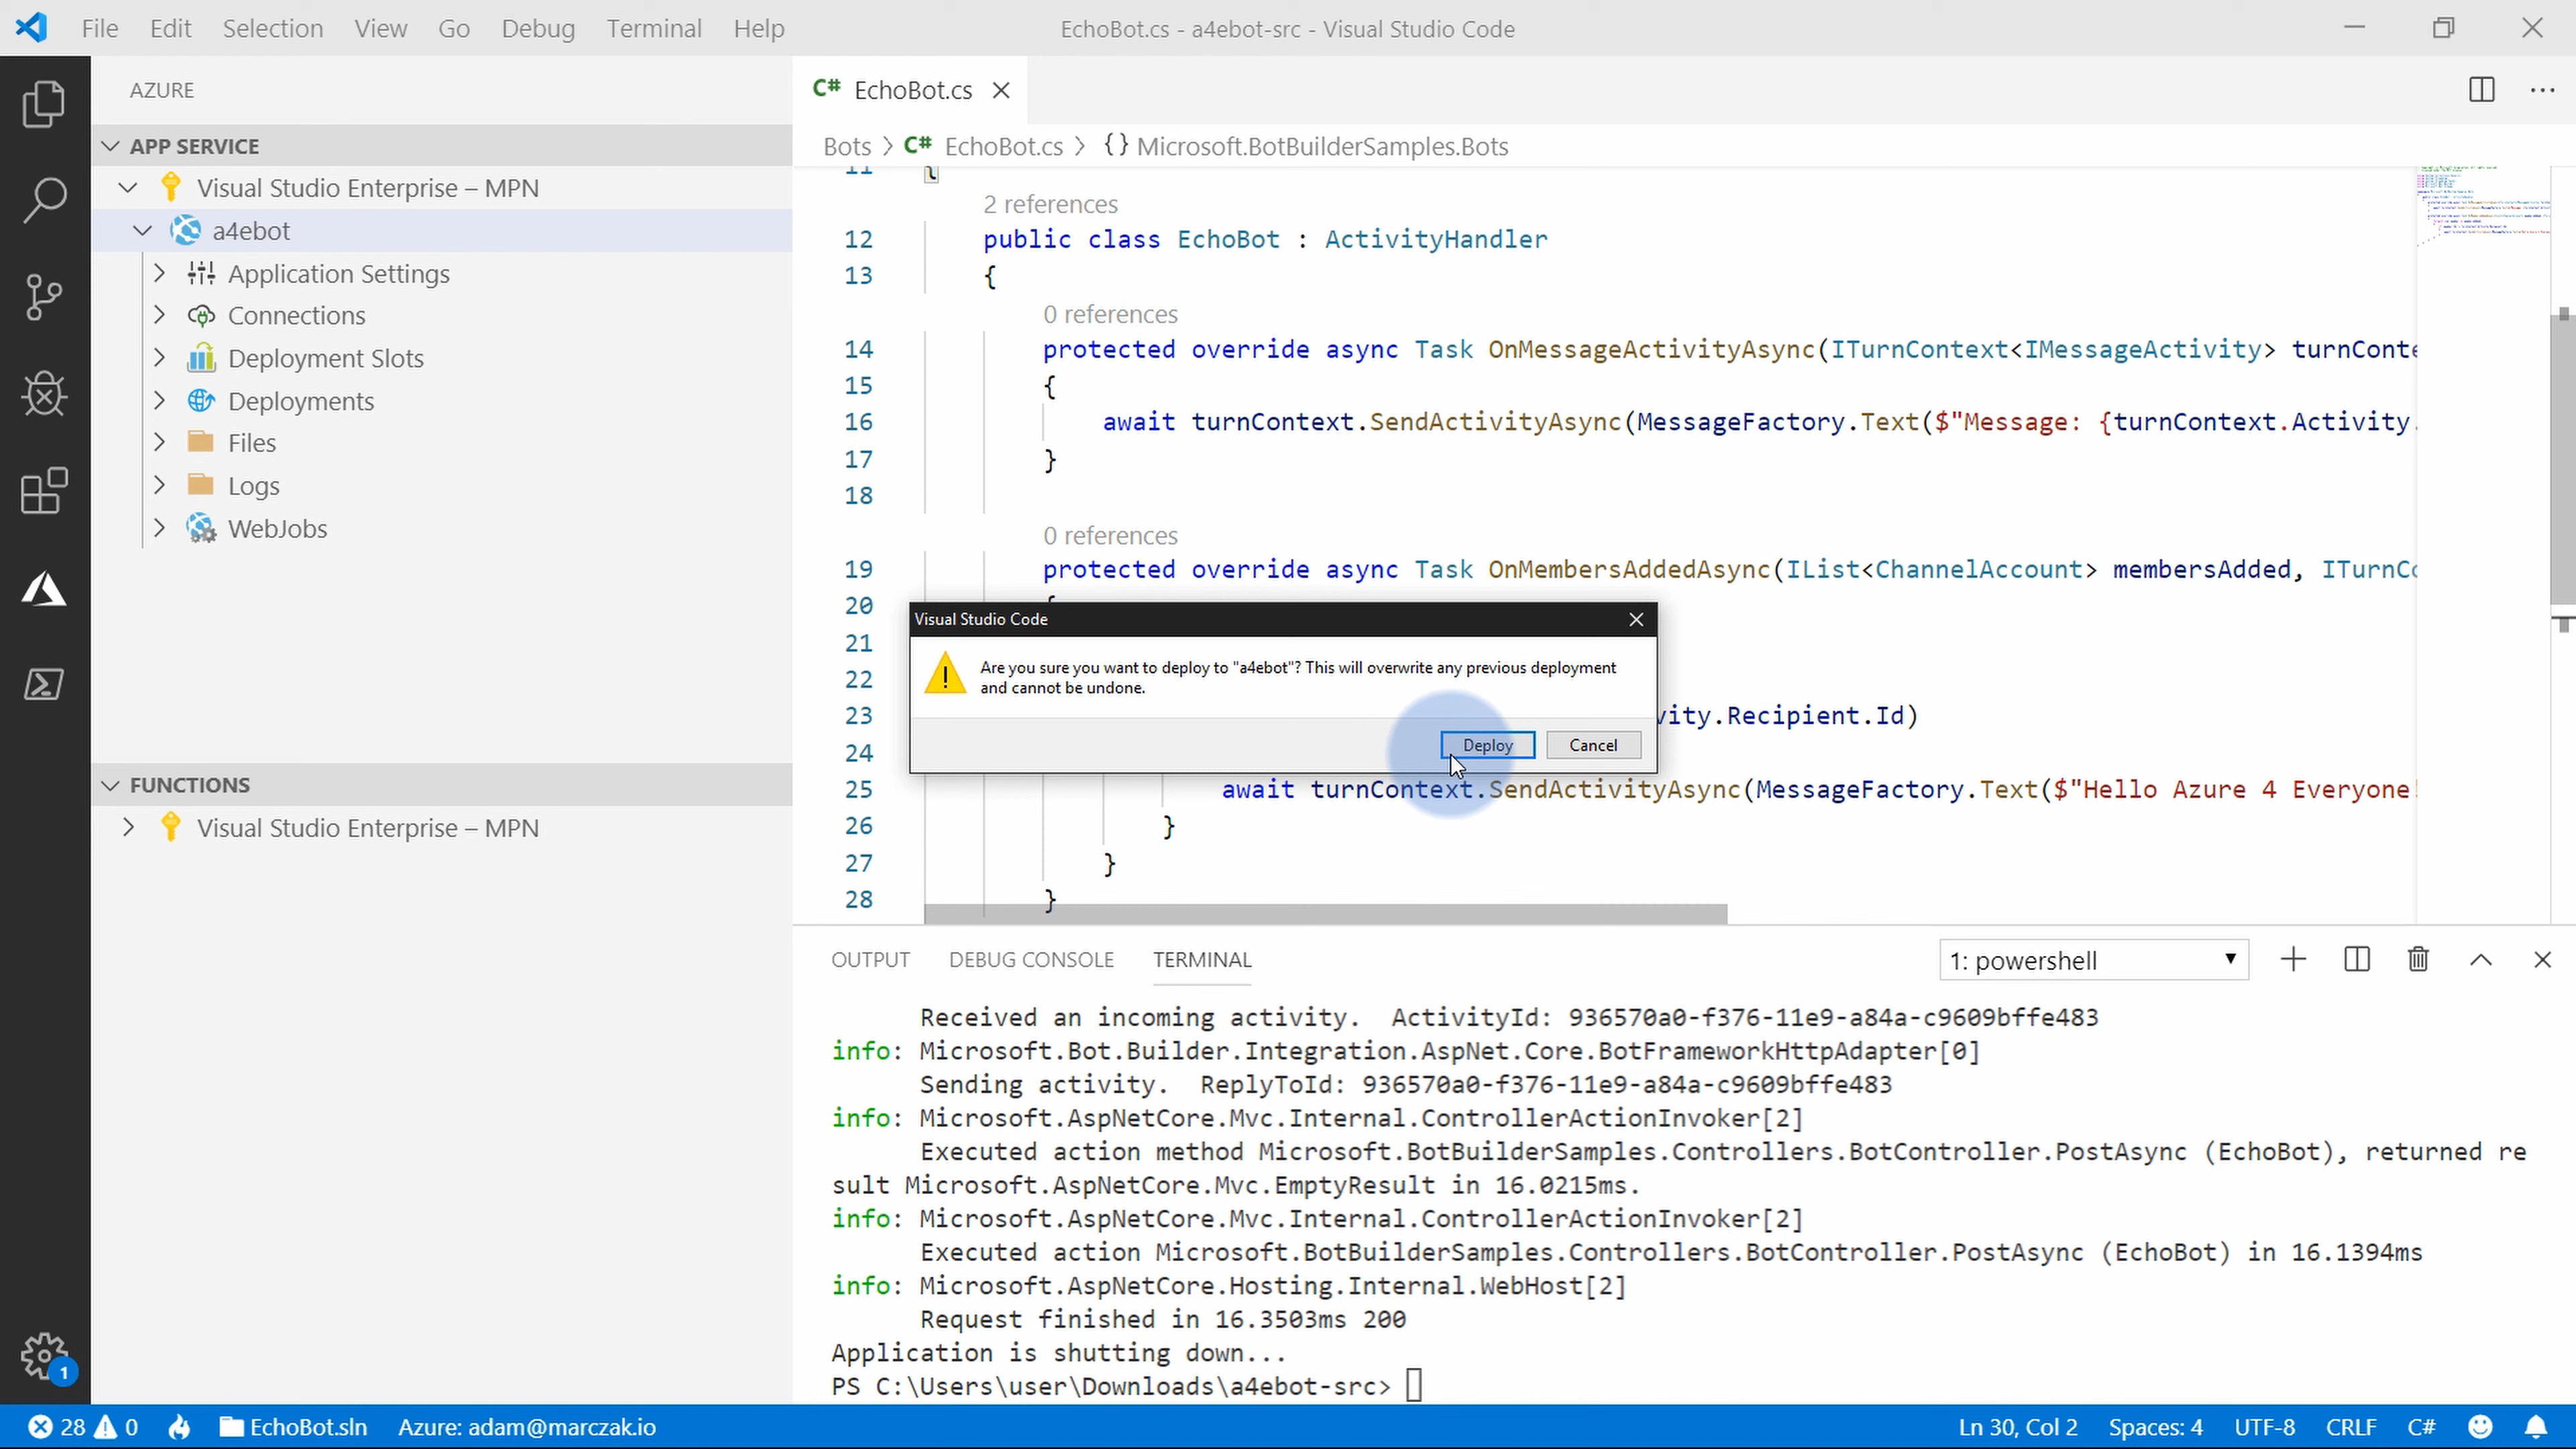 File Edit Selection View Go Debug Terminal Help
EchoBot.cs - a4ebot-src - Visual Studio Code
AZURE
APP SERVICE
Visual Studio Enterprise – MPN
a4ebot
Application Settings
Connections
Deployment Slots
Deployments
Files
Logs
WebJobs
FUNCTIONS
Visual Studio Enterprise – MPN
C# EchoBot.cs
Bots > C# EchoBot.cs > {} Microsoft.BotBuilderSamples.Bots
11 {
2 references
12 public class EchoBot : ActivityHandler
13 {
0 references
14 protected override async Task OnMessageActivityAsync(ITurnContext<IMessageActivity> turnConte
15 {
16 await turnContext.SendActivityAsync(MessageFactory.Text($"Message: {turnContext.Activity.
17 }
18
0 references
19 protected override async Task OnMembersAddedAsync(IList<ChannelAccount> membersAdded, ITurnCo
20
21
22
23 vity.Recipient.Id)
24
25 await turnContext.SendActivityAsync(MessageFactory.Text($"Hello Azure 4 Everyone!
26 }
27 }
28 }
Visual Studio Code
Are you sure you want to deploy to "a4ebot"? This will overwrite any previous deployment
and cannot be undone.
Deploy Cancel
OUTPUT DEBUG CONSOLE TERMINAL
1: powershell
Received an incoming activity. ActivityId: 936570a0-f376-11e9-a84a-c9609bffe483
info: Microsoft.Bot.Builder.Integration.AspNet.Core.BotFrameworkHttpAdapter[0]
Sending activity. ReplyToId: 936570a0-f376-11e9-a84a-c9609bffe483
info: Microsoft.AspNetCore.Mvc.Internal.ControllerActionInvoker[2]
Executed action method Microsoft.BotBuilderSamples.Controllers.BotController.PostAsync (EchoBot), returned re
sult Microsoft.AspNetCore.Mvc.EmptyResult in 16.0215ms.
info: Microsoft.AspNetCore.Mvc.Internal.ControllerActionInvoker[2]
Executed action Microsoft.BotBuilderSamples.Controllers.BotController.PostAsync (EchoBot) in 16.1394ms
info: Microsoft.AspNetCore.Hosting.Internal.WebHost[2]
Request finished in 16.3503ms 200
Application is shutting down...
PS C:\Users\user\Downloads\a4ebot-src>
1
28 0 EchoBot.sln Azure: adam@marczak.io Ln 30, Col 2 Spaces: 4 UTF-8 CRLF C#